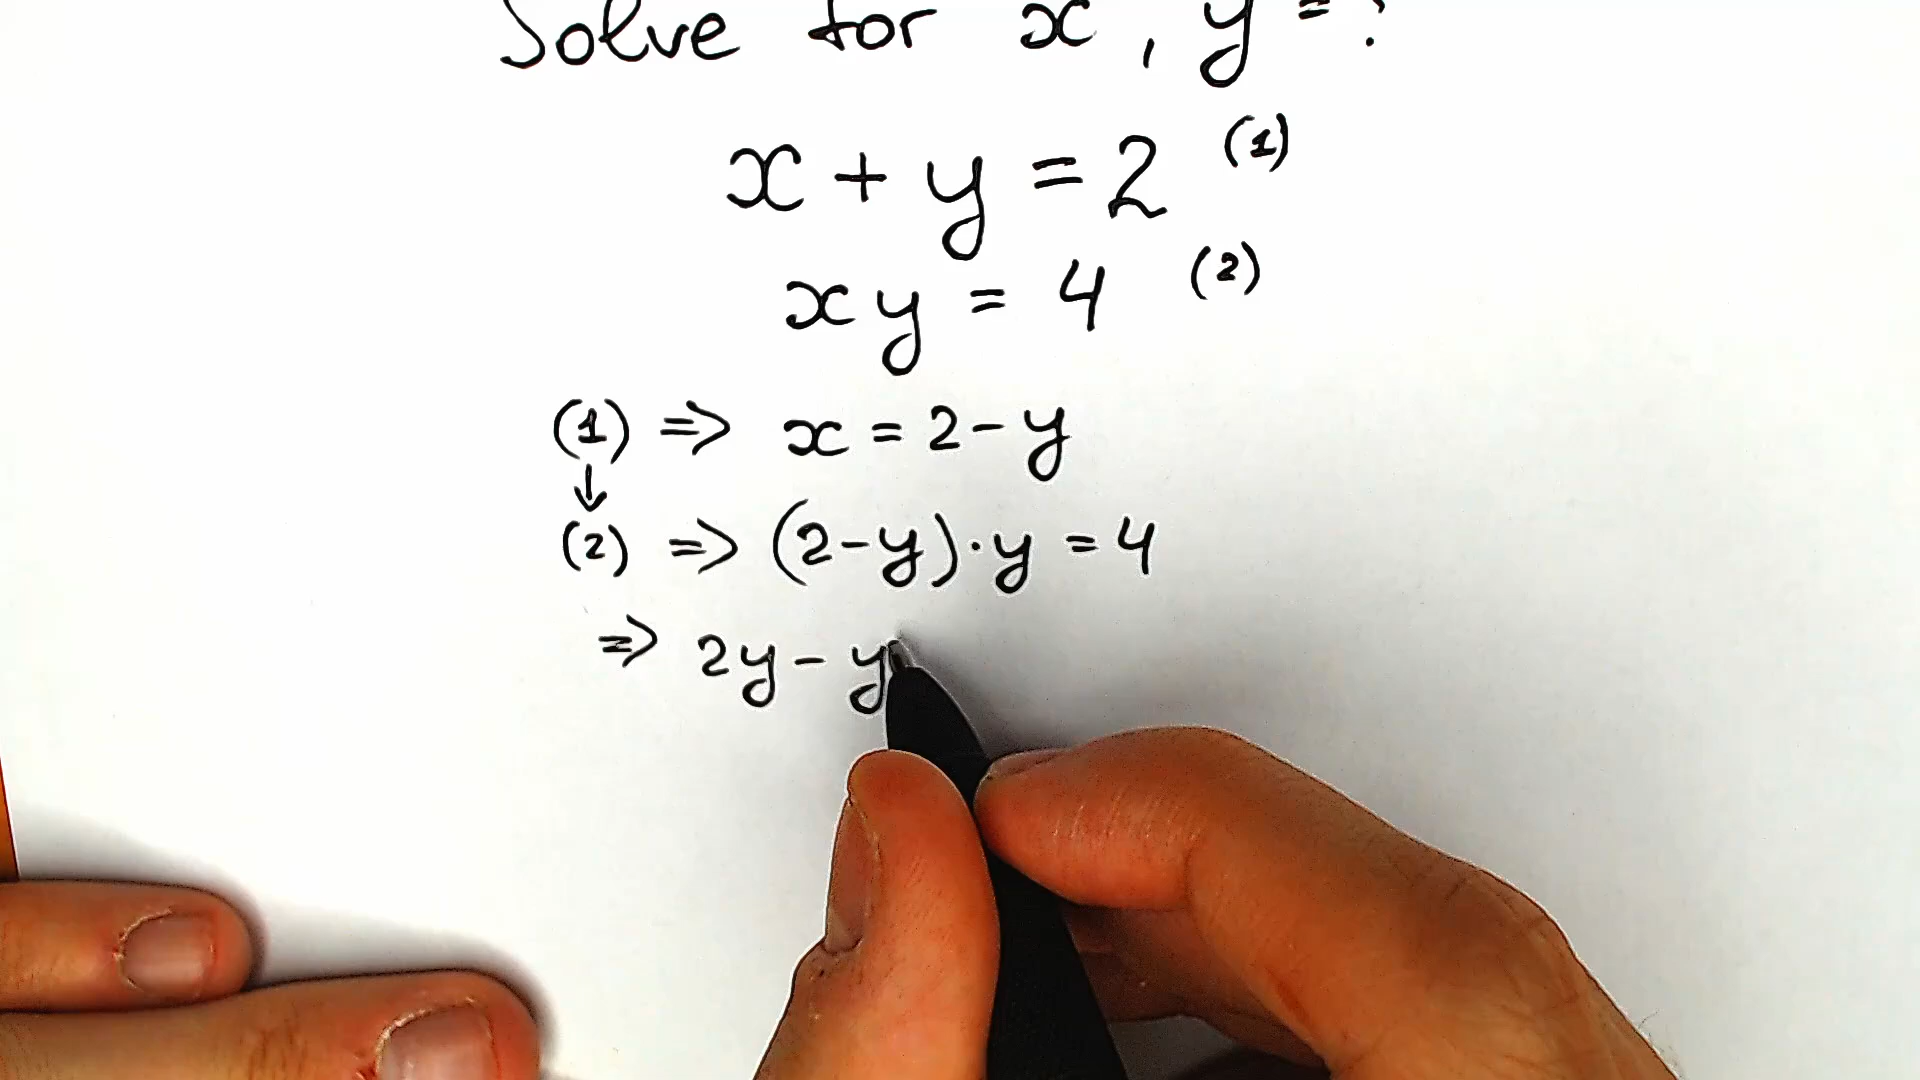 Solve for x, y = ?
x + y = 2 (1)
xy = 4 (2)
(1) => x = 2 - y
↓
(2) => (2-y)·y = 4
=> 2y - y